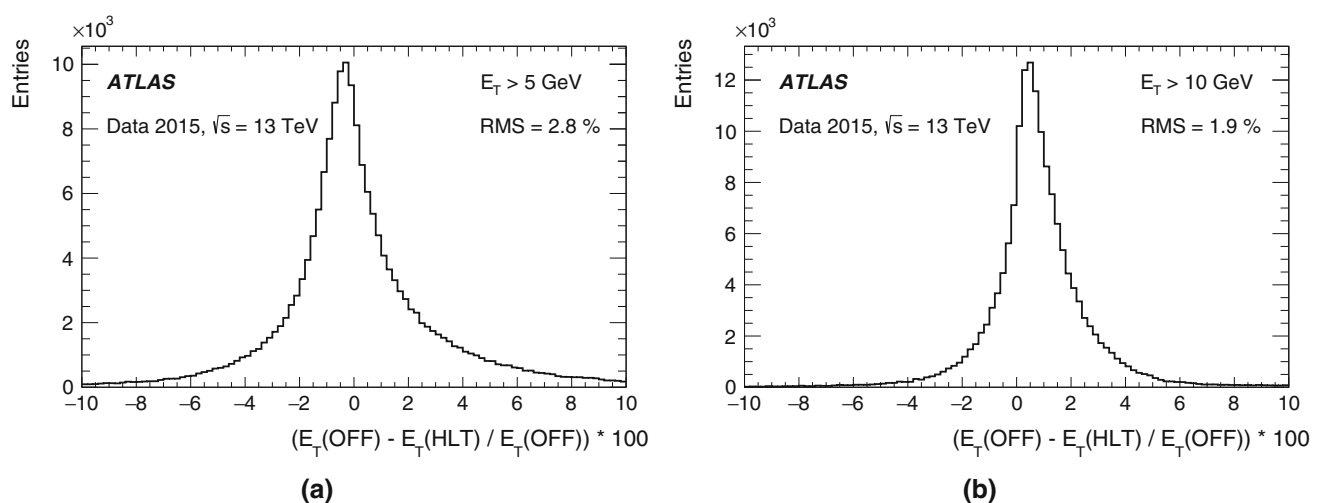 ×10³
Entries
10
8
6
4
2
0
ATLAS
E_T > 5 GeV
Data 2015, √s = 13 TeV
RMS = 2.8 %
−10 −8 −6 −4 −2 0 2 4 6 8 10
(E_T(OFF) - E_T(HLT) / E_T(OFF)) * 100
(a)
×10³
Entries
12
10
8
6
4
2
0
ATLAS
E_T > 10 GeV
Data 2015, √s = 13 TeV
RMS = 1.9 %
−10 −8 −6 −4 −2 0 2 4 6 8 10
(E_T(OFF) - E_T(HLT) / E_T(OFF)) * 100
(b)